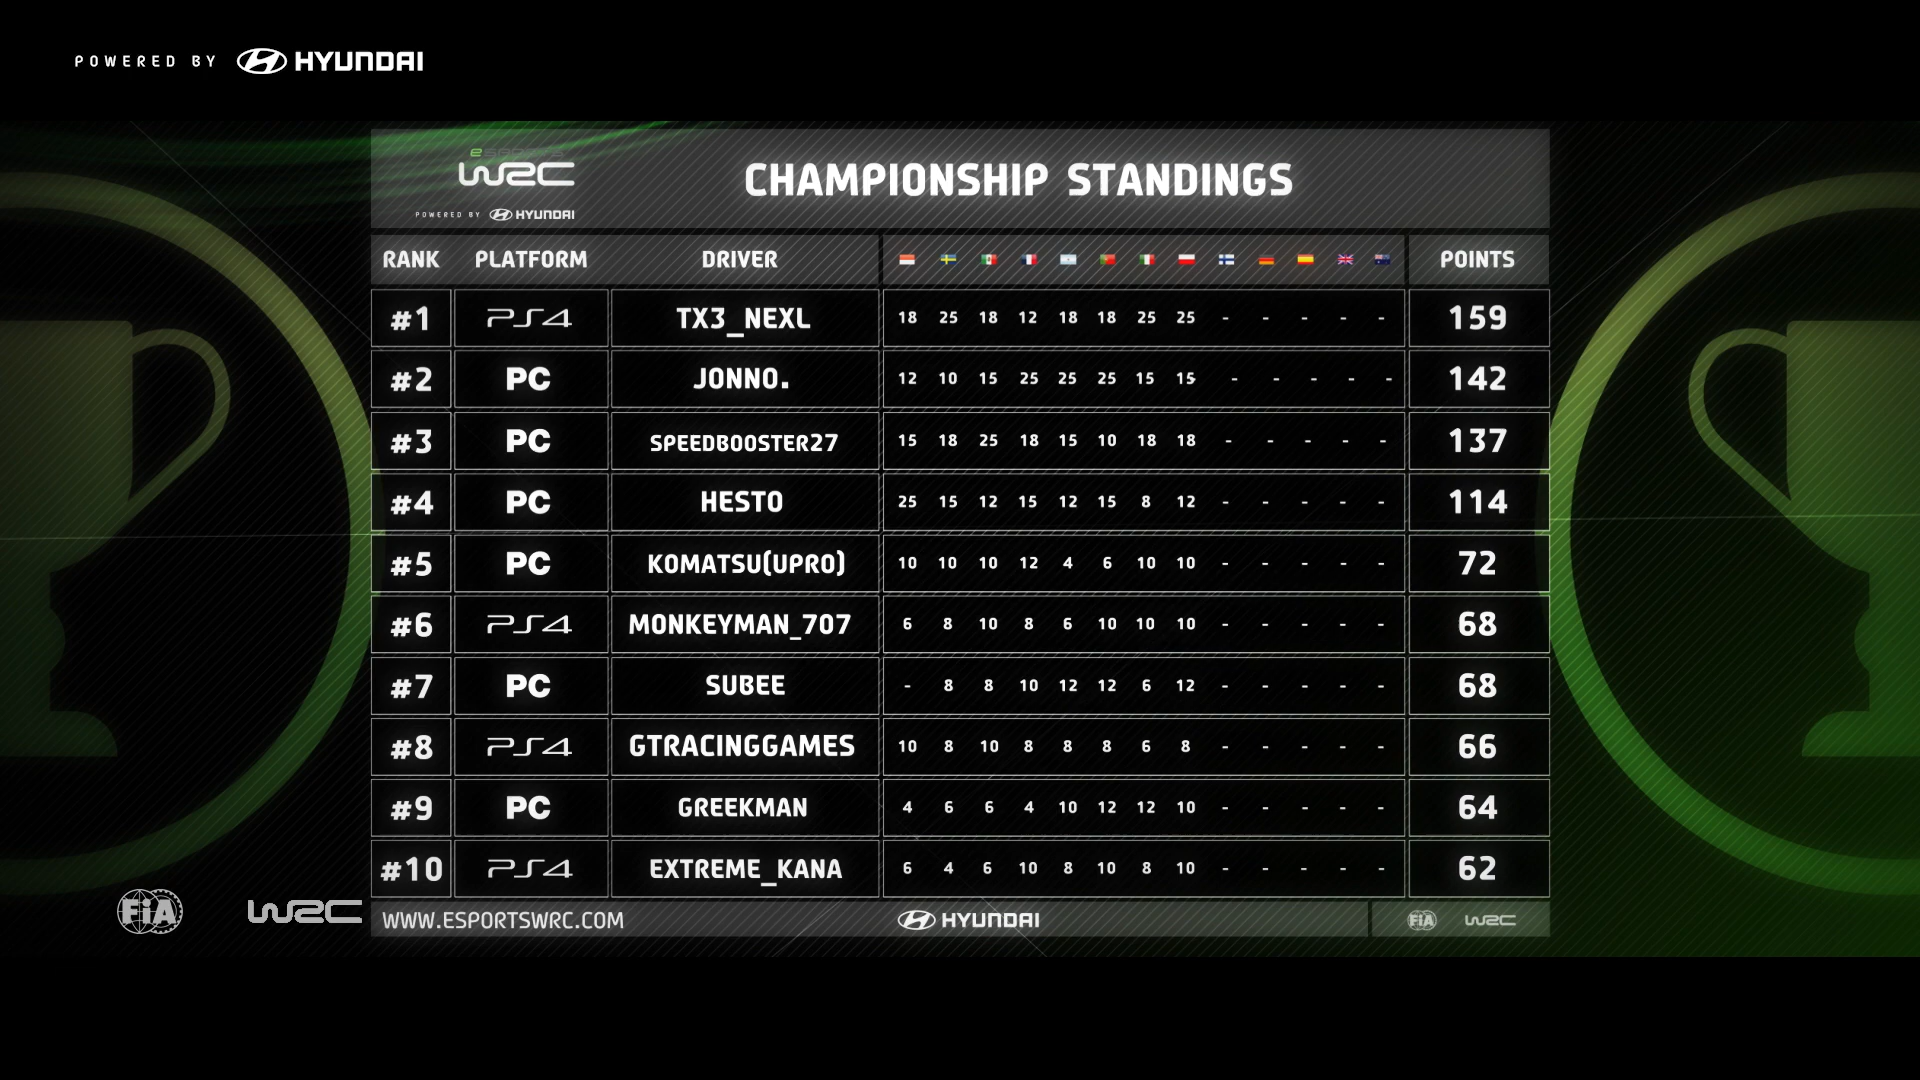 POWERED BY HYUNDAI
eSPORTS
WRC
POWERED BY HYUNDAI
CHAMPIONSHIP STANDINGS
RANK PLATFORM DRIVER POINTS
#1 PS4 TX3_NEXL 18 25 18 12 18 18 25 25 - - - - - 159
#2 PC JONNO. 12 10 15 25 25 25 15 15 - - - - - 142
#3 PC SPEEDBOOSTER27 15 18 25 18 15 10 18 18 - - - - - 137
#4 PC HESTO 25 15 12 15 12 15 8 12 - - - - - 114
#5 PC KOMATSU(UPRO) 10 10 10 12 4 6 10 10 - - - - - 72
#6 PS4 MONKEYMAN_707 6 8 10 8 6 10 10 10 - - - - - 68
#7 PC SUBEE - 8 8 10 12 12 6 12 - - - - - 68
#8 PS4 GTRACINGGAMES 10 8 10 8 8 8 6 8 - - - - - 66
#9 PC GREEKMAN 4 6 6 4 10 12 12 10 - - - - - 64
#10 PS4 EXTREME_KANA 6 4 6 10 8 10 8 10 - - - - - 62
FIA WRC WWW.ESPORTSWRC.COM HYUNDAI FIA WRC